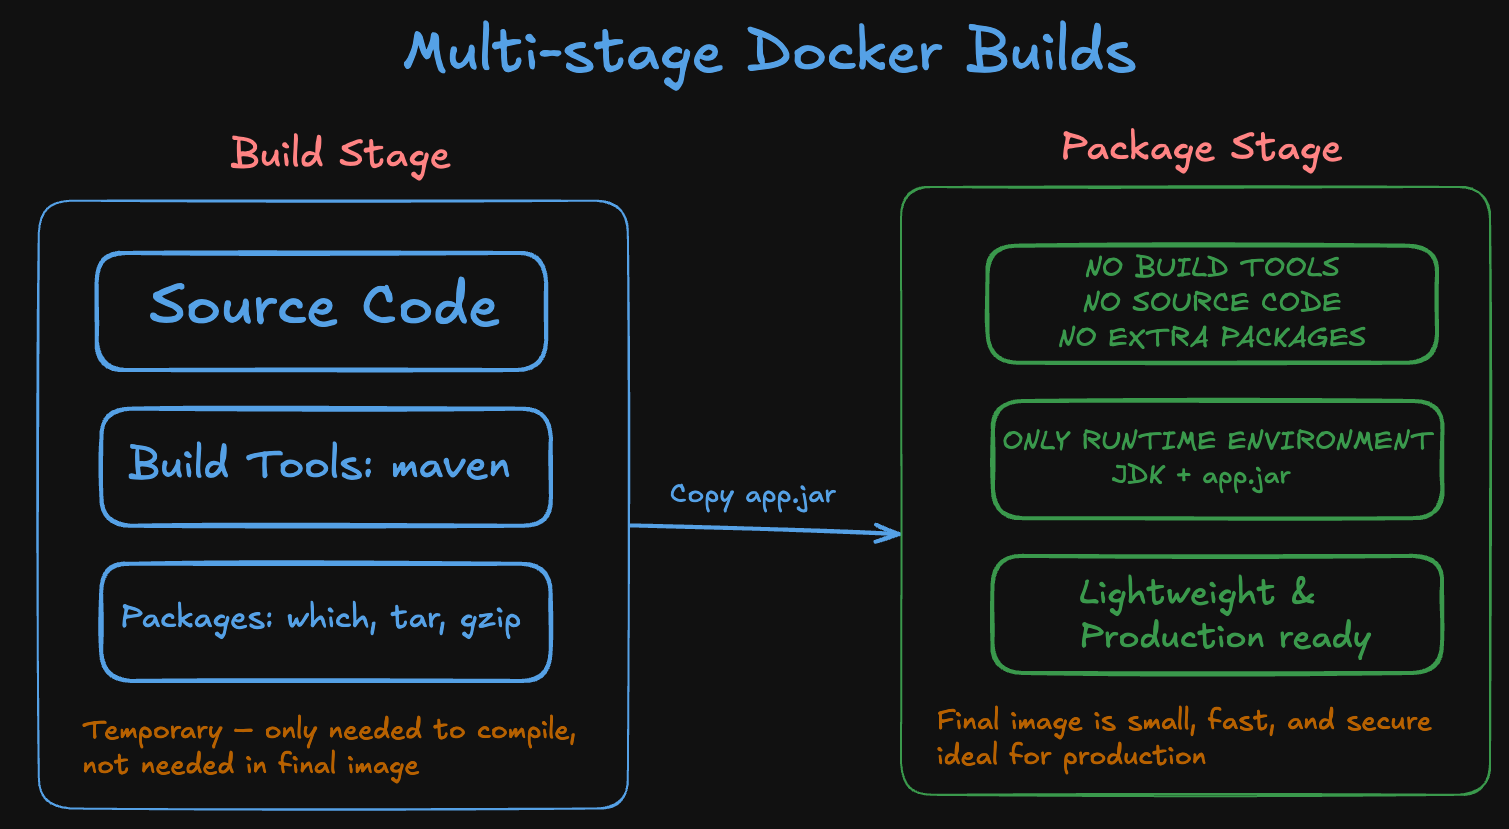 Multi-stage Docker Builds
Build Stage
Source Code
Build Tools: maven
Packages: which, tar, gzip
Temporary — only needed to compile,
not needed in final image
Copy app.jar
Package Stage
NO BUILD TOOLS
NO SOURCE CODE
NO EXTRA PACKAGES
ONLY RUNTIME ENVIRONMENT
JDK + app.jar
Lightweight &
Production ready
Final image is small, fast, and secure
ideal for production